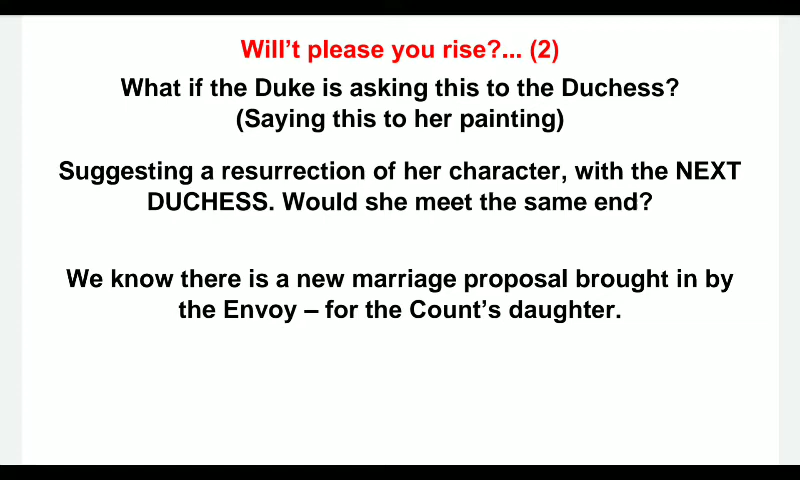 Will’t please you rise?... (2)
What if the Duke is asking this to the Duchess?
(Saying this to her painting)
Suggesting a resurrection of her character, with the NEXT
DUCHESS. Would she meet the same end?
We know there is a new marriage proposal brought in by
the Envoy – for the Count’s daughter.